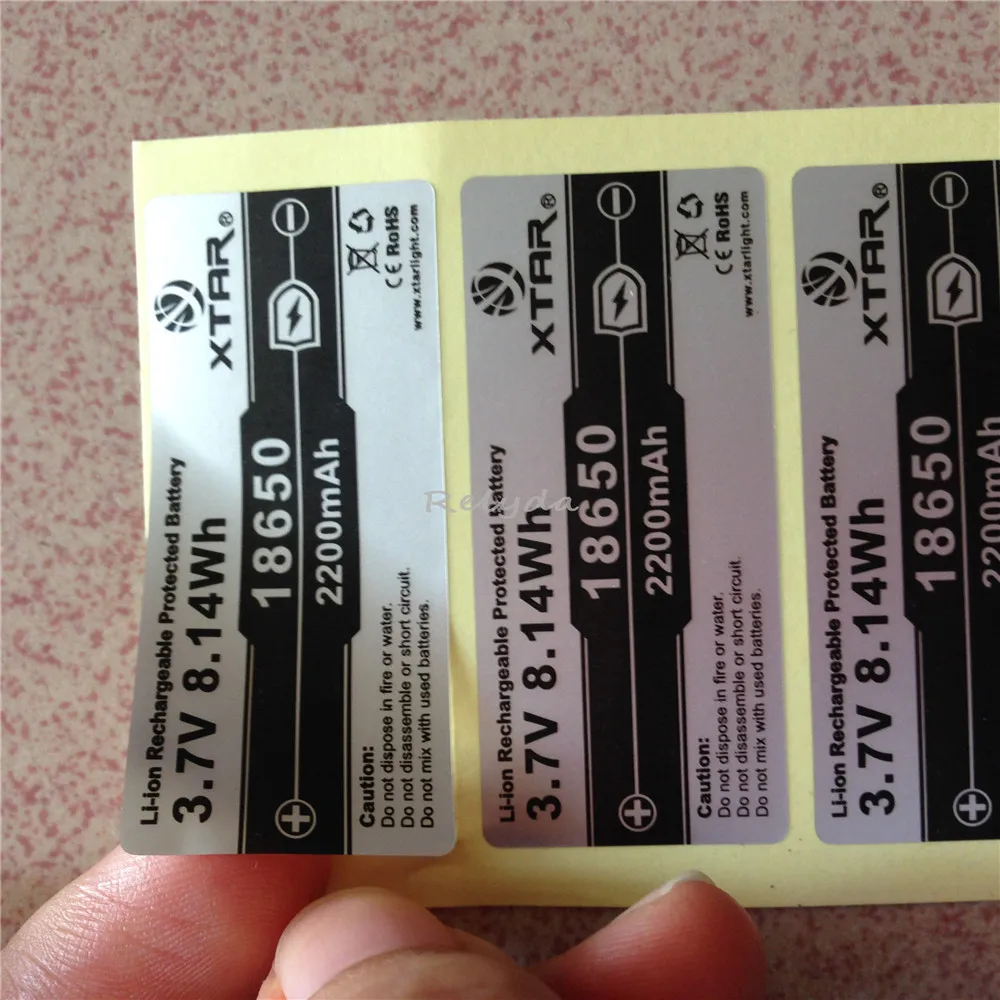 XTAR®
Li-ion Rechargeable Protected Battery
3.7V 8.14Wh
18650
2200mAh
CE RoHS
www.xtarlight.com
Caution:
Do not dispose in fire or water.
Do not disassemble or short circuit.
Do not mix with used batteries.
XTAR®
Li-ion Rechargeable Protected Battery
3.7V 8.14Wh
18650
2200mAh
CE RoHS
www.xtarlight.com
Caution:
Do not dispose in fire or water.
Do not disassemble or short circuit.
Do not mix with used batteries.
XTAR®
Li-ion Rechargeable Protected Battery
3.7V 8.14Wh
18650
2200mAh
Relyda